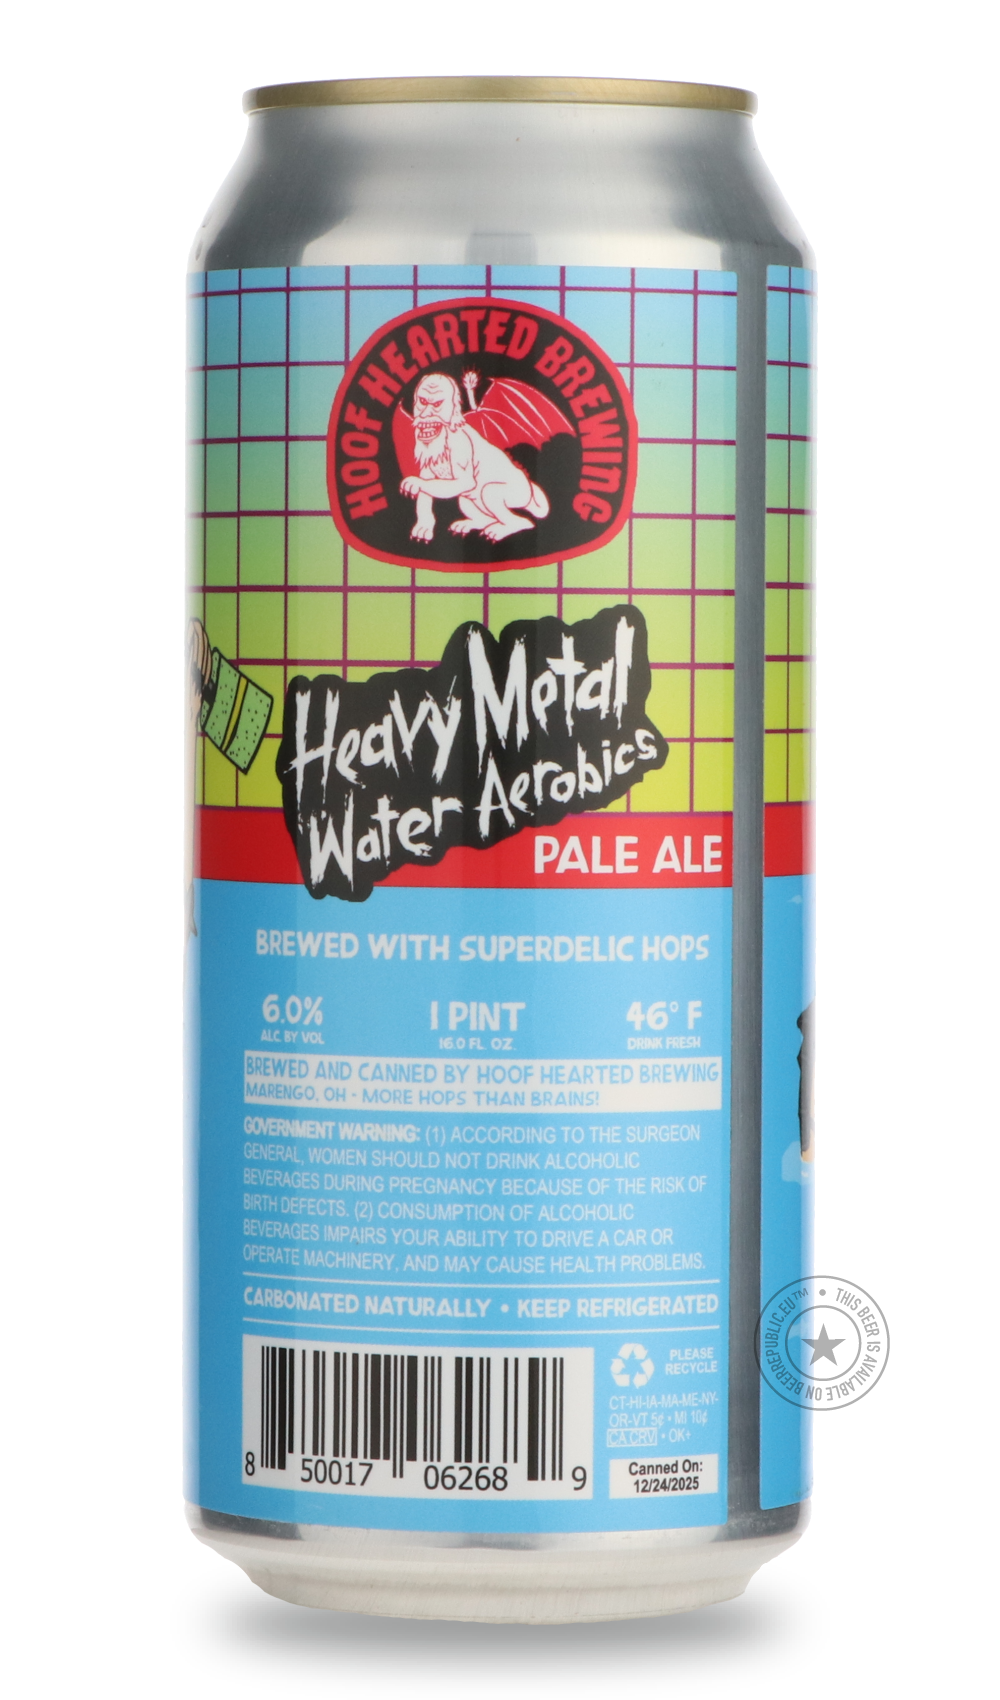 HOOF HEARTED BREWING
Heavy Metal
Water Aerobics
PALE ALE
BREWED WITH SUPERDELIC HOPS
6.0% 1 PINT 46° F
ALC. BY VOL 16.0 FL. OZ. DRINK FRESH
BREWED AND CANNED BY HOOF HEARTED BREWING
MARENGO, OH - MORE HOPS THAN BRAINS!
GOVERNMENT WARNING: (1) ACCORDING TO THE SURGEON
GENERAL, WOMEN SHOULD NOT DRINK ALCOHOLIC
BEVERAGES DURING PREGNANCY BECAUSE OF THE RISK OF
BIRTH DEFECTS. (2) CONSUMPTION OF ALCOHOLIC
BEVERAGES IMPAIRS YOUR ABILITY TO DRIVE A CAR OR
OPERATE MACHINERY, AND MAY CAUSE HEALTH PROBLEMS.
CARBONATED NATURALLY • KEEP REFRIGERATED
PLEASE
RECYCLE
CT-HI-IA-MA-ME-NY-
OR-VT 5¢ • MI 10¢
CA CRV • OK+
Canned On:
12/24/2025
8 50017 06268 9
THIS BEER IS AVAILABLE ON BEERREPUBLIC.EU™ •